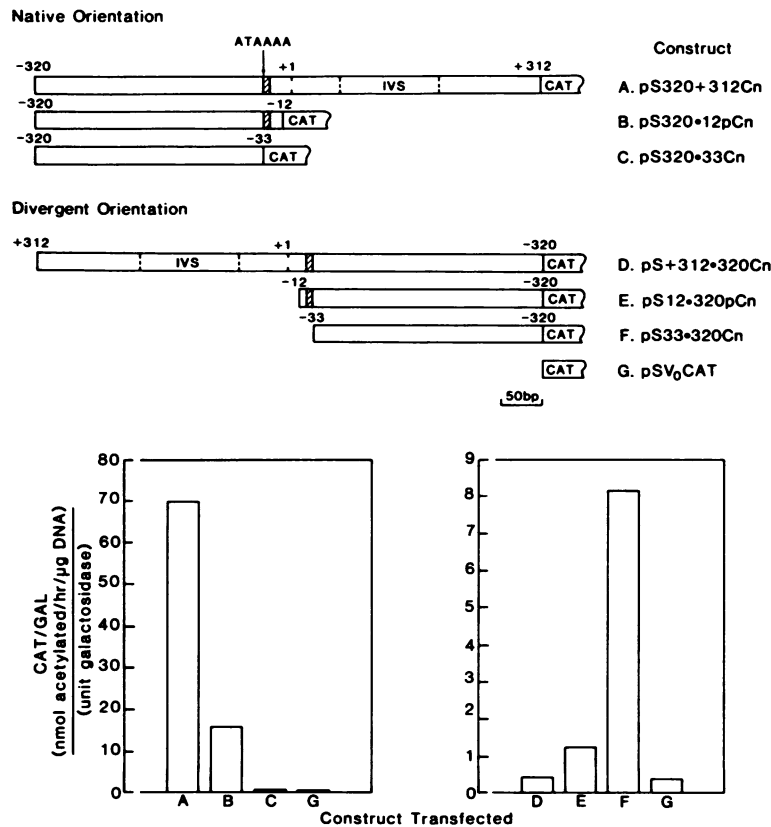 Native Orientation
ATAAAA
Construct
-320 +1 +312
IVS CAT A. pS320+312Cn
-320 -12
CAT B. pS320•12pCn
-320 -33
CAT C. pS320•33Cn
Divergent Orientation
+312 +1 -320
IVS CAT D. pS+312•320Cn
-12 -320
CAT E. pS12•320pCn
-33 -320
CAT F. pS33•320Cn
CAT G. pSV₀CAT
50bp
CAT/GAL
(nmol acetylated/hr/μg DNA)
(unit galactosidase)
80
70
60
50
40
30
20
10
0
A B C G
9
8
7
6
5
4
3
2
1
0
D E F G
Construct Transfected